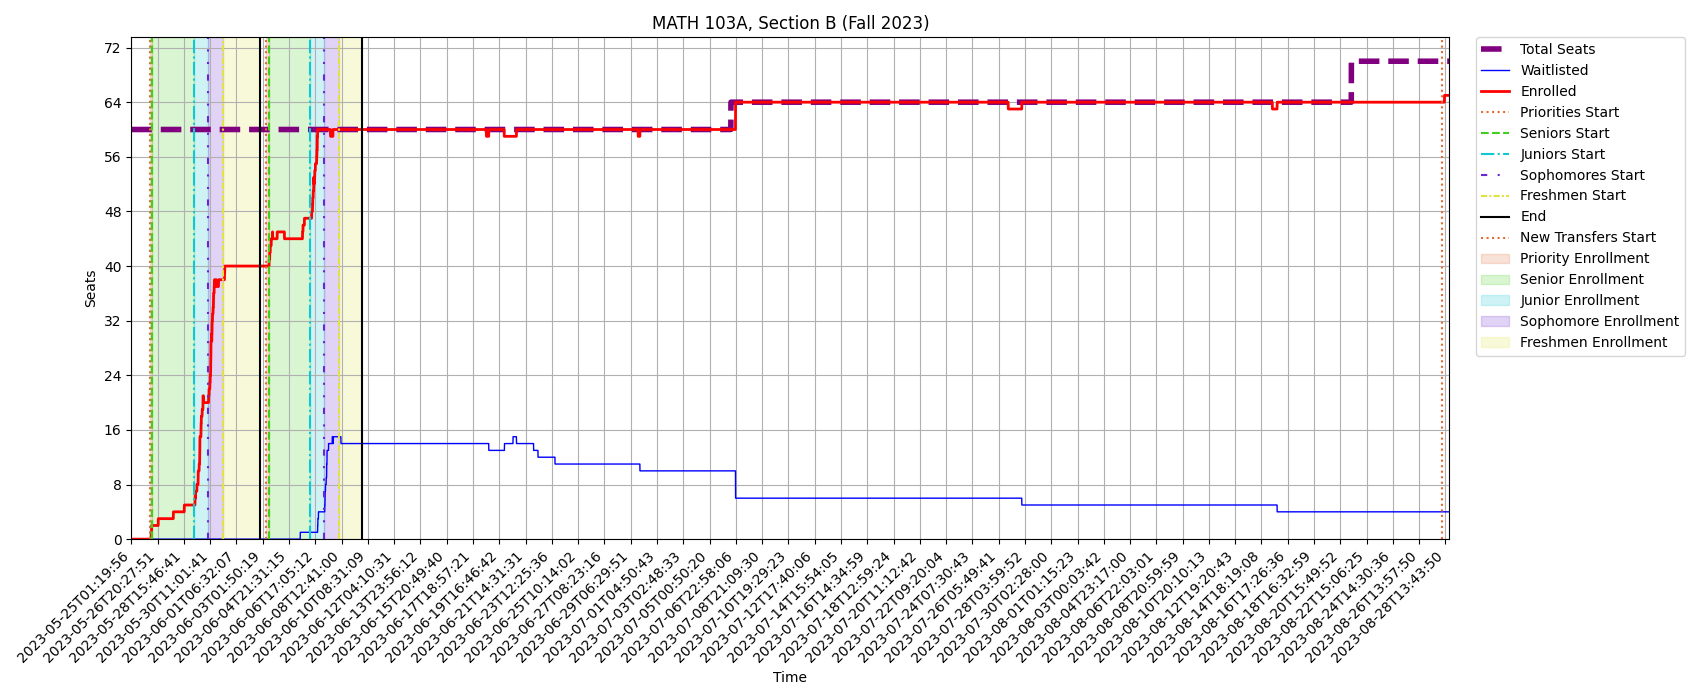 MATH 103A, Section B (Fall 2023)
72
64
56
48
40
32
24
16
8
0
Seats
2023-05-25T01:19:56
2023-05-26T20:27:51
2023-05-28T15:46:41
2023-05-30T11:01:41
2023-06-01T06:32:07
2023-06-03T01:50:19
2023-06-04T21:31:15
2023-06-06T17:05:12
2023-06-08T12:41:00
2023-06-10T08:31:09
2023-06-12T04:10:31
2023-06-13T23:56:12
2023-06-15T20:49:40
2023-06-17T18:57:21
2023-06-19T16:46:42
2023-06-21T14:31:31
2023-06-23T12:25:36
2023-06-25T10:14:02
2023-06-27T08:23:16
2023-06-29T06:29:51
2023-07-01T04:50:43
2023-07-03T02:48:33
2023-07-05T00:50:20
2023-07-06T22:58:06
2023-07-08T21:09:30
2023-07-10T19:29:23
2023-07-12T17:40:06
2023-07-14T15:54:05
2023-07-16T14:34:59
2023-07-18T12:59:24
2023-07-20T11:12:42
2023-07-22T09:20:04
2023-07-24T07:30:43
2023-07-26T05:49:41
2023-07-28T03:59:52
2023-07-30T02:28:00
2023-08-01T01:15:23
2023-08-03T00:03:42
2023-08-04T23:17:00
2023-08-06T22:03:01
2023-08-08T20:59:59
2023-08-10T20:10:13
2023-08-12T19:20:43
2023-08-14T18:19:08
2023-08-16T17:26:36
2023-08-18T16:32:59
2023-08-20T15:49:52
2023-08-22T15:06:25
2023-08-24T14:30:36
2023-08-26T13:57:50
2023-08-28T13:43:50
Time
Total Seats
Waitlisted
Enrolled
Priorities Start
Seniors Start
Juniors Start
Sophomores Start
Freshmen Start
End
New Transfers Start
Priority Enrollment
Senior Enrollment
Junior Enrollment
Sophomore Enrollment
Freshmen Enrollment